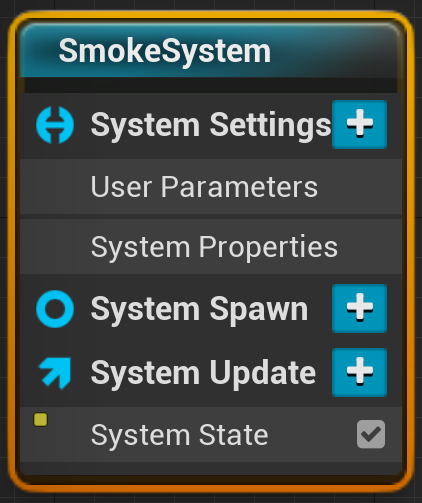 SmokeSystem
System Settings
User Parameters
System Properties
System Spawn
System Update
System State